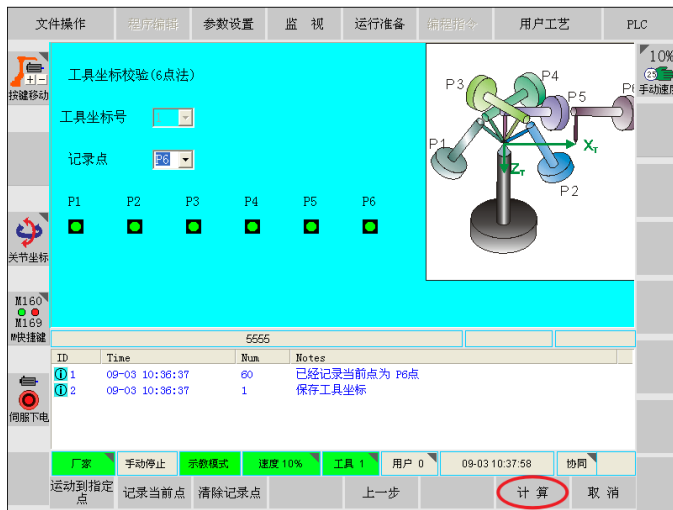 文件操作 程序编辑 参数设置 监 视 运行准备 编程指令 用户工艺 PLC
按键移动
工具坐标校验(6点法)
工具坐标号 1
记录点 P6
P1 P2 P3 P4 P5 P6
P3 P4 P5
P1
XT
ZT
P2
10%
25
手动速度
关节坐标
M160
M169
M快捷键
伺服下电
5555
ID Time Num Notes
1 09-03 10:36:37 60 已经记录当前点为 P6点
2 09-03 10:36:37 1 保存工具坐标
厂家 手动停止 示教模式 速度 10% 工具 1 用户 0 09-03 10:37:58 协同
运动到指定点 记录当前点 清除记录点 上一步 计 算 取 消